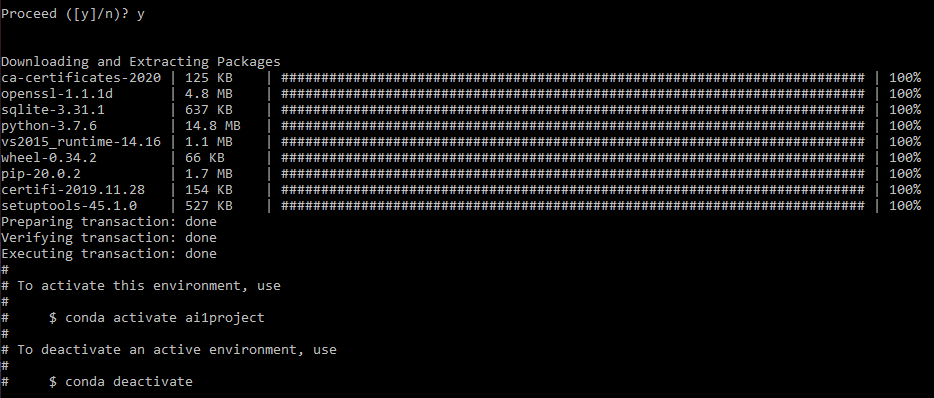 Proceed ([y]/n)? y
Downloading and Extracting Packages
ca-certificates-2020 | 125 KB    | ######################################################################### | 100%
openssl-1.1.1d       | 4.8 MB    | ######################################################################### | 100%
sqlite-3.31.1        | 637 KB    | ######################################################################### | 100%
python-3.7.6         | 14.8 MB   | ######################################################################### | 100%
vs2015_runtime-14.16 | 1.1 MB    | ######################################################################### | 100%
wheel-0.34.2         | 66 KB     | ######################################################################### | 100%
pip-20.0.2           | 1.7 MB    | ######################################################################### | 100%
certifi-2019.11.28   | 154 KB    | ######################################################################### | 100%
setuptools-45.1.0    | 527 KB    | ######################################################################### | 100%
Preparing transaction: done
Verifying transaction: done
Executing transaction: done
#
# To activate this environment, use
#
#     $ conda activate ai1project
#
# To deactivate an active environment, use
#
#     $ conda deactivate